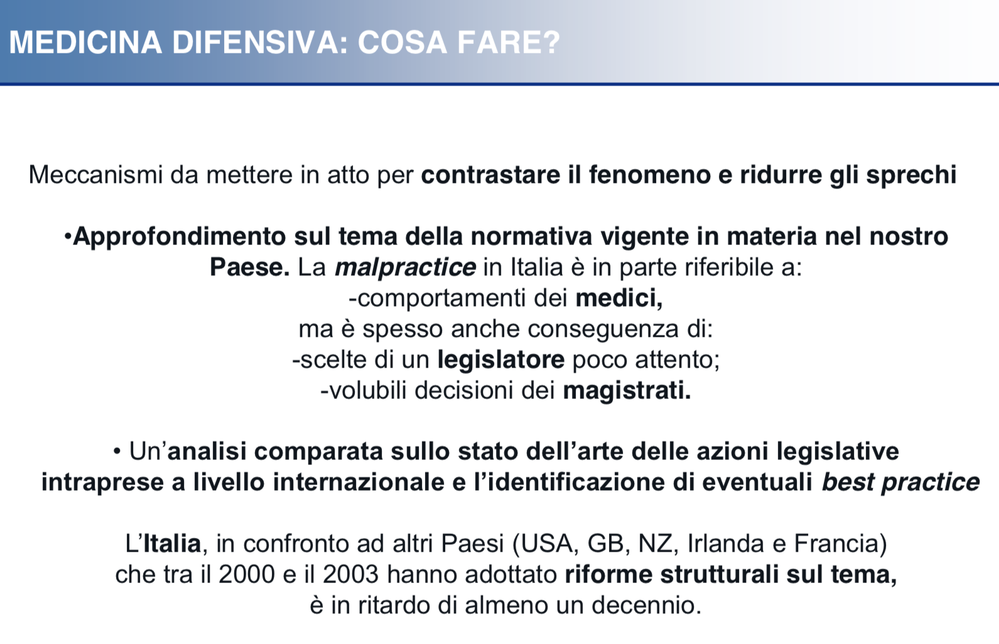 MEDICINA DIFENSIVA: COSA FARE?
Meccanismi da mettere in atto per contrastare il fenomeno e ridurre gli sprechi
•Approfondimento sul tema della normativa vigente in materia nel nostro
Paese. La malpractice in Italia è in parte riferibile a:
-comportamenti dei medici,
ma è spesso anche conseguenza di:
-scelte di un legislatore poco attento;
-volubili decisioni dei magistrati.
• Un’analisi comparata sullo stato dell’arte delle azioni legislative
intraprese a livello internazionale e l’identificazione di eventuali best practice
L’Italia, in confronto ad altri Paesi (USA, GB, NZ, Irlanda e Francia)
che tra il 2000 e il 2003 hanno adottato riforme strutturali sul tema,
è in ritardo di almeno un decennio.